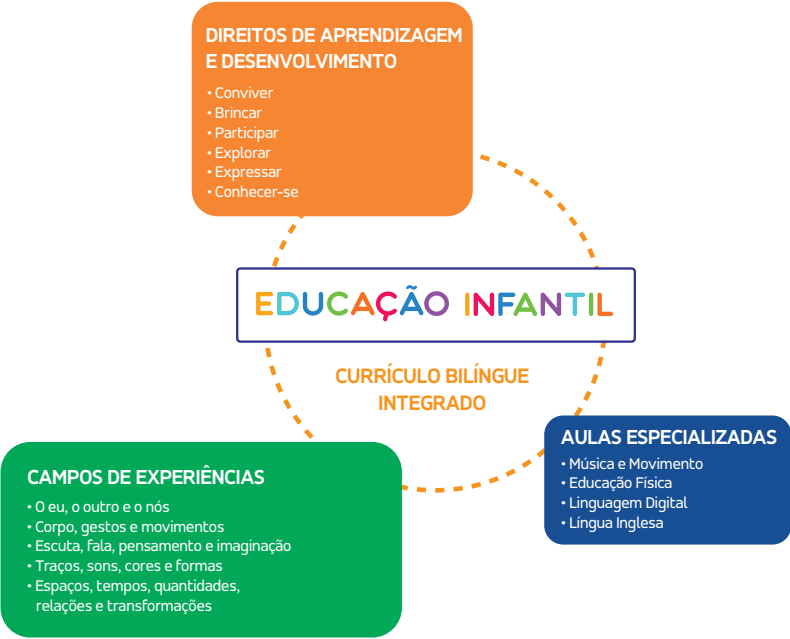 DIREITOS DE APRENDIZAGEM
E DESENVOLVIMENTO
• Conviver
• Brincar
• Participar
• Explorar
• Expressar
• Conhecer-se
EDUCAÇÃO INFANTIL
CURRÍCULO BILÍNGUE
INTEGRADO
CAMPOS DE EXPERIÊNCIAS
• O eu, o outro e o nós
• Corpo, gestos e movimentos
• Escuta, fala, pensamento e imaginação
• Traços, sons, cores e formas
• Espaços, tempos, quantidades,
relações e transformações
AULAS ESPECIALIZADAS
• Música e Movimento
• Educação Física
• Linguagem Digital
• Língua Inglesa